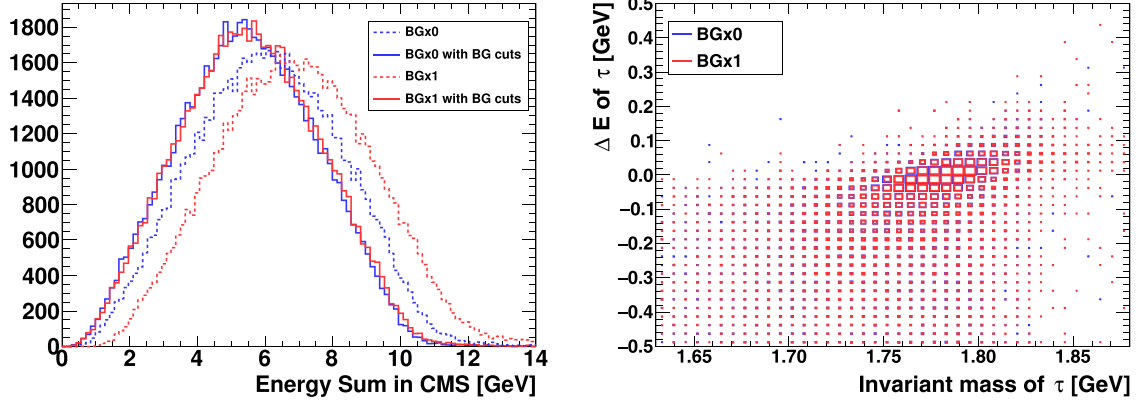 1800
1600
1400
1200
1000
800
600
400
200
0
0 2 4 6 8 10 12 14
Energy Sum in CMS [GeV]
BGx0
BGx0 with BG cuts
BGx1
BGx1 with BG cuts
Δ E of τ [GeV]
0.5
0.4
0.3
0.2
0.1
0.0
−0.1
−0.2
−0.3
−0.4
−0.5
1.65 1.70 1.75 1.80 1.85
Invariant mass of τ [GeV]
BGx0
BGx1